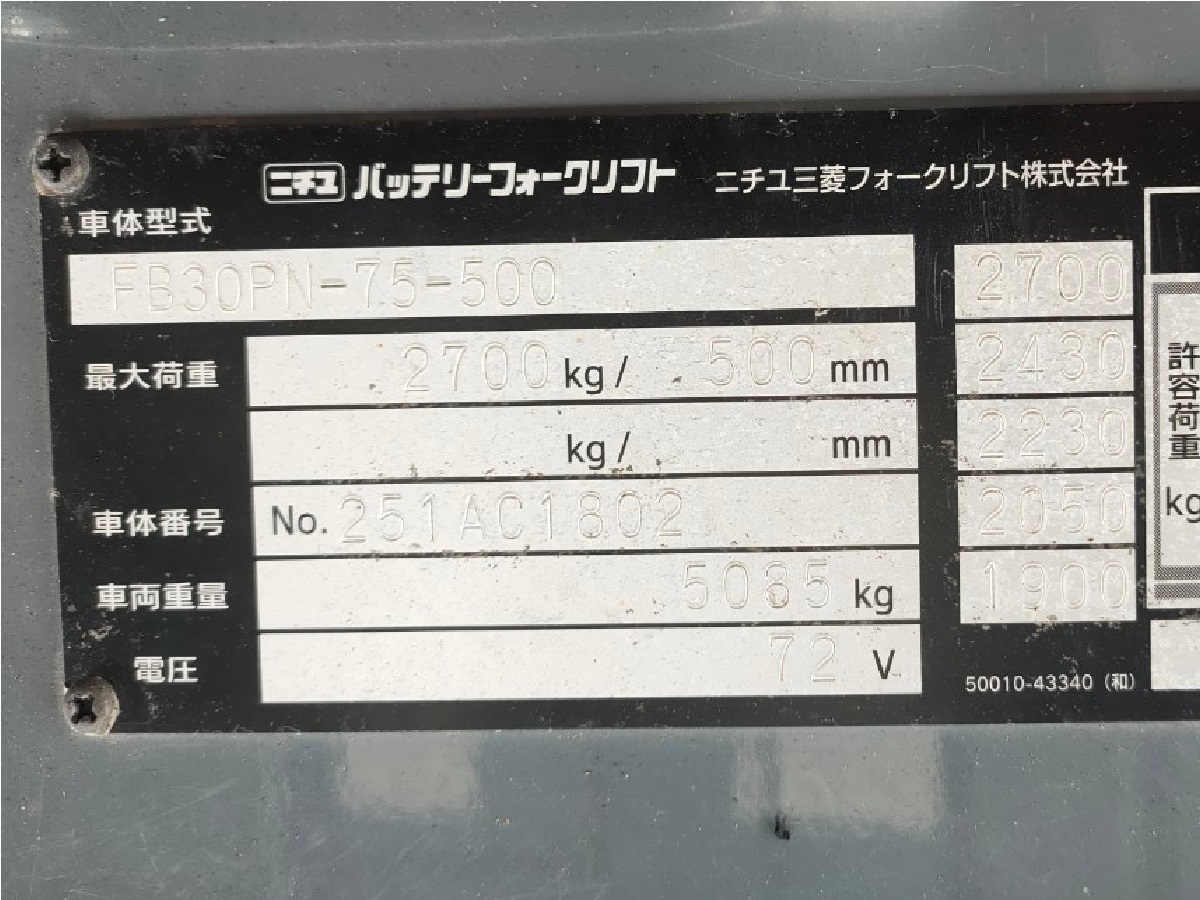 ニチユ バッテリーフォークリフト ニチユ三菱フォークリフト株式会社
車体型式
FB30PN-75-500 2700
最大荷重 2700 kg / 500 mm 2430
kg / mm 2230
許容荷重
kg
車体番号 No. 251AC1802 2050
車両重量 5085 kg 1900
電圧 72 V
50010-43340 (和)